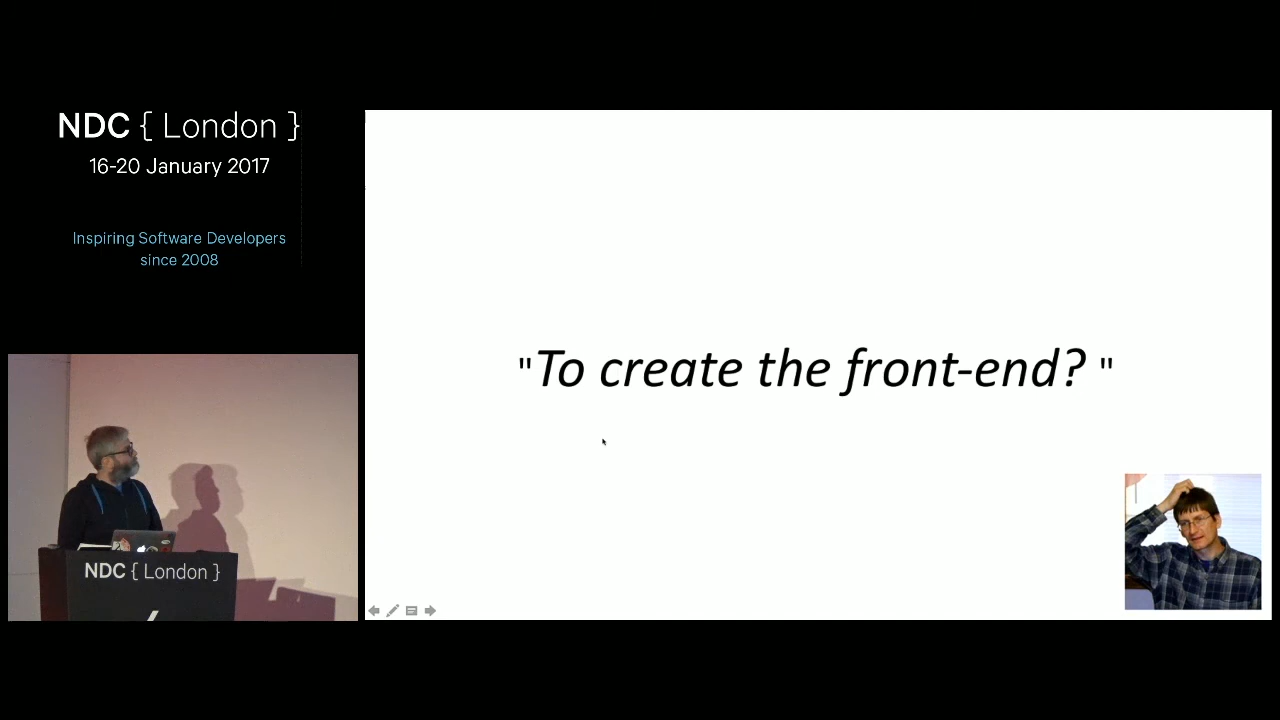 NDC { London }
16-20 January 2017
Inspiring Software Developers
since 2008
"To create the front-end? "
NDC { London }